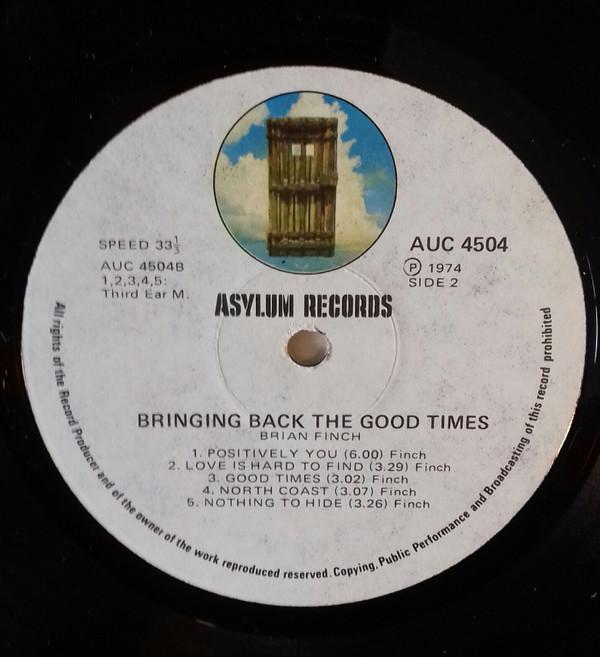 SPEED 33⅓
AUC 4504B
1,2,3,4,5:
Third Ear M.
AUC 4504
Ⓟ 1974
SIDE 2
ASYLUM RECORDS
BRINGING BACK THE GOOD TIMES
BRIAN FINCH
1. POSITIVELY YOU (6.00) Finch
2. LOVE IS HARD TO FIND (3.29) Finch
3. GOOD TIMES (3.02) Finch
4. NORTH COAST (3.07) Finch
5. NOTHING TO HIDE (3.26) Finch
All rights of the Record Producer and of the owner of the work reproduced reserved. Copying, Public Performance and Broadcasting of this record prohibited